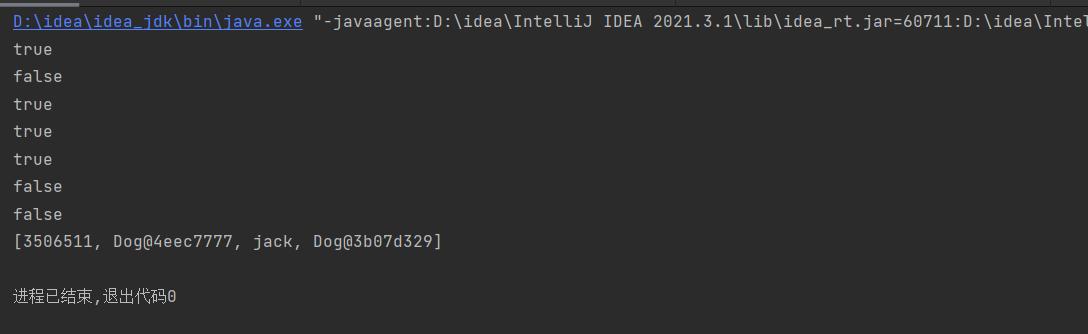 D:\idea\idea_jdk\bin\java.exe "-javaagent:D:\idea\IntelliJ IDEA 2021.3.1\lib\idea_rt.jar=60711:D:\idea\Intel
true
false
true
true
true
false
false
[3506511, Dog@4eec7777, jack, Dog@3b07d329]
进程已结束,退出代码0